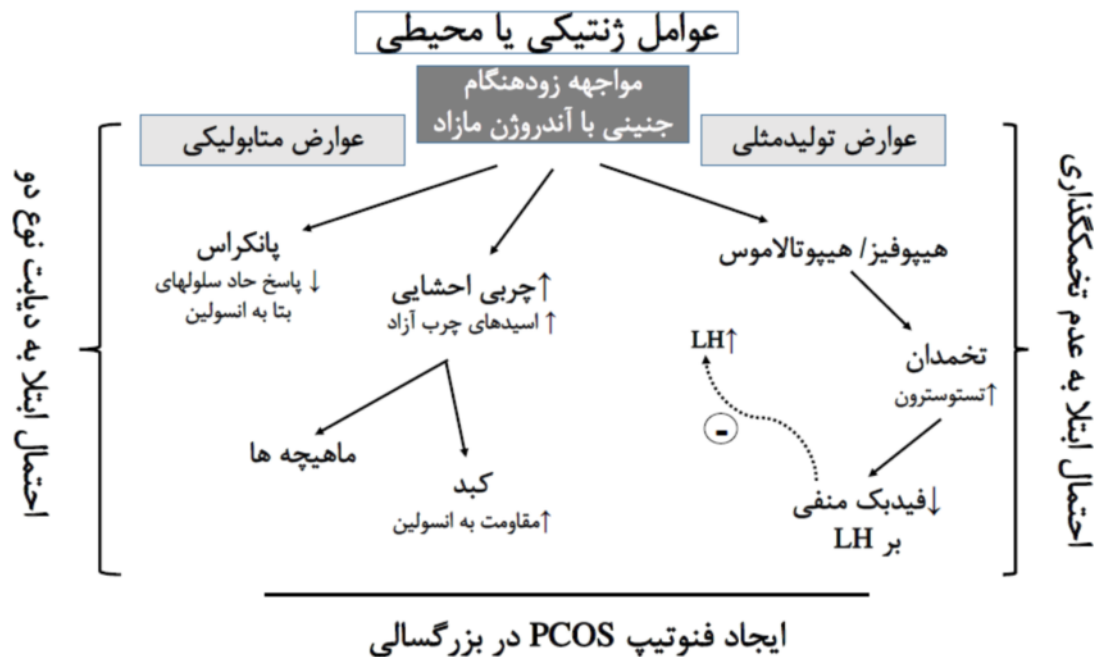 عوامل ژنتیکی یا محیطی
مواجهه زودهنگام
جنینی با آندروژن مازاد
عوارض تولیدمثلی
عوارض متابولیکی
احتمال ابتلا به عدم تخمکگذاری
هیپوفیز/ هیپوتالاموس
تخمدان
↑تستوسترون
↓فیدبک منفی
بر LH
LH↑
-
↑چربی احشایی
↑ اسیدهای چرب آزاد
کبد
↑مقاومت به انسولین
ماهیچه ها
پانکراس
↓ پاسخ حاد سلولهای
بتا به انسولین
احتمال ابتلا به دیابت نوع دو
ایجاد فنوتیپ PCOS در بزرگسالی